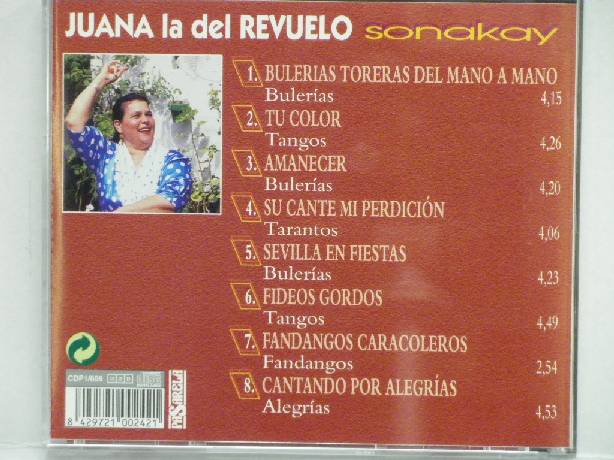 JUANA la del REVUELO sonakay
1. BULERIAS TORERAS DEL MANO A MANO
Bulerías 4,15
2. TU COLOR
Tangos 4,26
3. AMANECER
Bulerías 4,20
4. SU CANTE MI PERDICIÓN
Tarantos 4,06
5. SEVILLA EN FIESTAS
Bulerías 4,23
6. FIDEOS GORDOS
Tangos 4,49
7. FANDANGOS CARACOLEROS
Fandangos 2,54
8. CANTANDO POR ALEGRÍAS
Alegrías 4,53
PASARELA
8 429721 002421